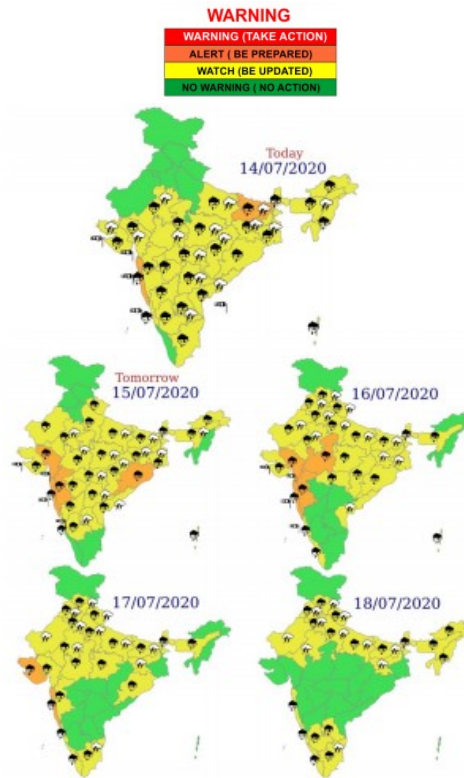 WARNING
WARNING (TAKE ACTION)
ALERT ( BE PREPARED)
WATCH (BE UPDATED)
NO WARNING ( NO ACTION)
Today
14/07/2020
Tomorrow
15/07/2020
16/07/2020
17/07/2020
18/07/2020